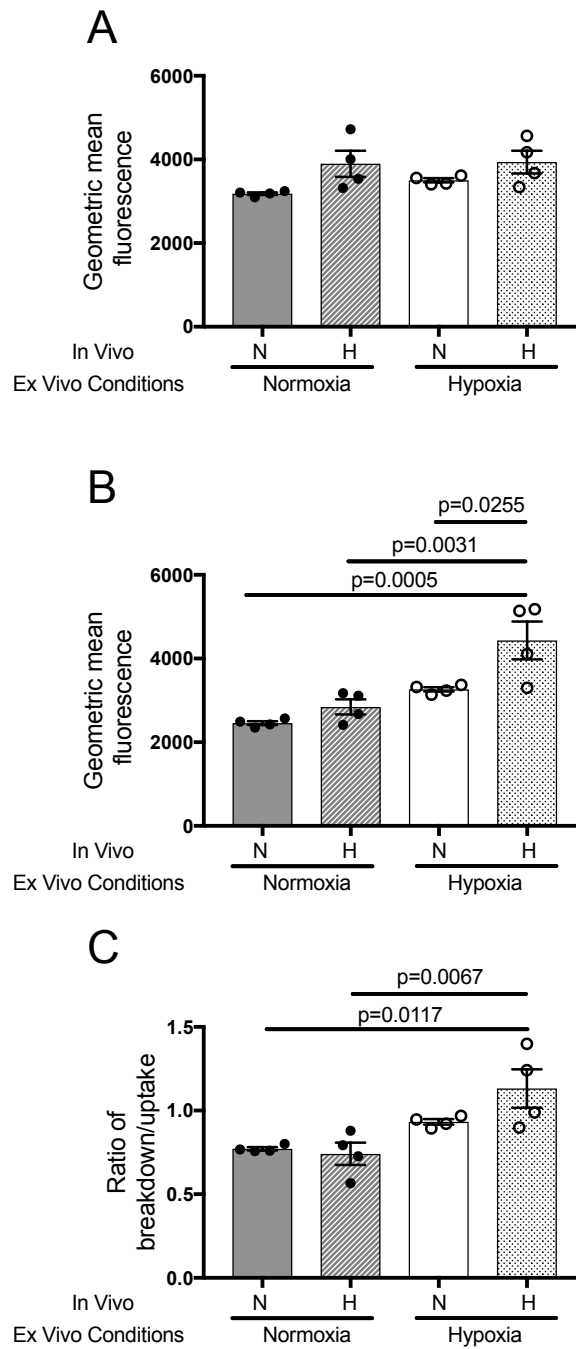 A
6000
4000
2000
0
Geometric mean
fluorescence
In Vivo N H N H
Ex Vivo Conditions Normoxia Hypoxia
B
p=0.0255
p=0.0031
p=0.0005
6000
4000
2000
0
Geometric mean
fluorescence
In Vivo N H N H
Ex Vivo Conditions Normoxia Hypoxia
C
p=0.0067
p=0.0117
1.5
1.0
0.5
0.0
Ratio of
breakdown/uptake
In Vivo N H N H
Ex Vivo Conditions Normoxia Hypoxia